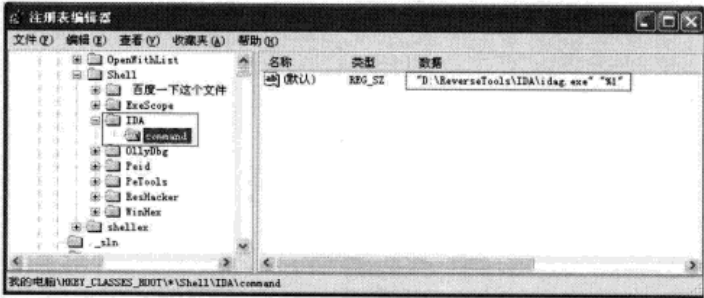 注册表编辑器
文件(F) 编辑(E) 查看(V) 收藏夹(A) 帮助(H)
OpenWithList
Shell
百度一下这个文件
ExeScope
IDA
command
OllyDbg
Peid
PeTools
ResHacker
WinHex
shellex
_sln
名称 类型 数据
ab (默认) REG_SZ "D:\ReverseTools\IDA\idag.exe" "%1"
我的电脑\HKEY_CLASSES_ROOT\*\Shell\IDA\command